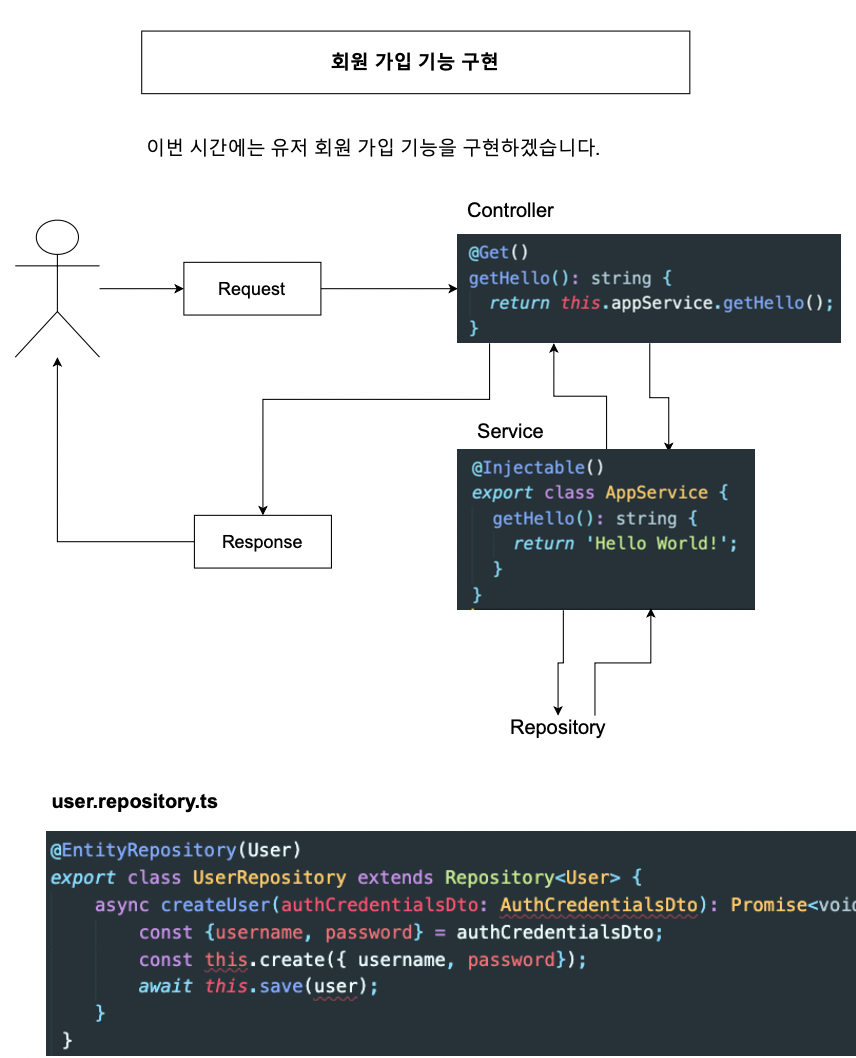 회원 가입 기능 구현
이번 시간에는 유저 회원 가입 기능을 구현하겠습니다.
Controller
@Get()
getHello(): string {
return this.appService.getHello();
}
Request
Service
@Injectable()
export class AppService {
getHello(): string {
return 'Hello World!';
}
}
Response
Repository
user.repository.ts
@EntityRepository(User)
export class UserRepository extends Repository<User> {
async createUser(authCredentialsDto: AuthCredentialsDto): Promise<void
const {username, password} = authCredentialsDto;
const this.create({ username, password});
await this.save(user);
}
}